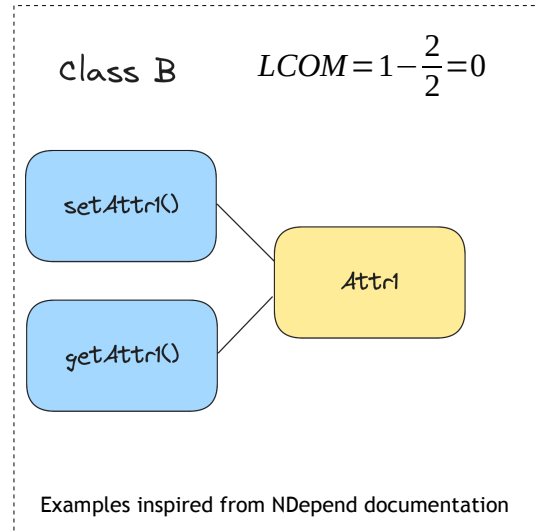 Class B
LCOM=1−2/2=0
setAttr1()
Attr1
getAttr1()
Examples inspired from NDepend documentation